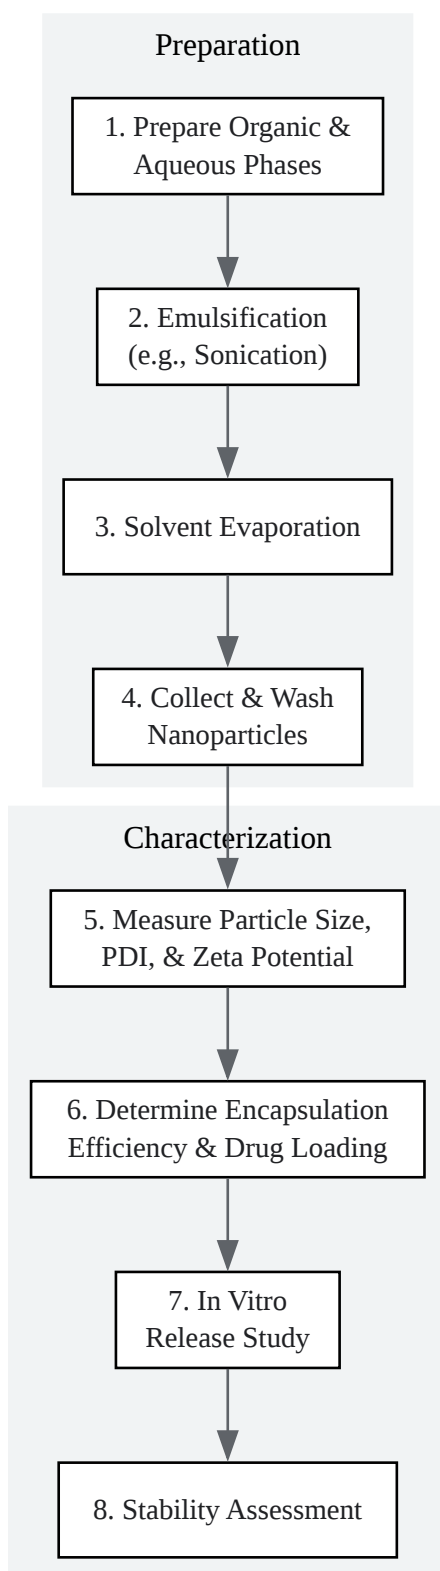 Preparation
1. Prepare Organic &
Aqueous Phases
2. Emulsification
(e.g., Sonication)
3. Solvent Evaporation
4. Collect & Wash
Nanoparticles
Characterization
5. Measure Particle Size,
PDI, & Zeta Potential
6. Determine Encapsulation
Efficiency & Drug Loading
7. In Vitro
Release Study
8. Stability Assessment